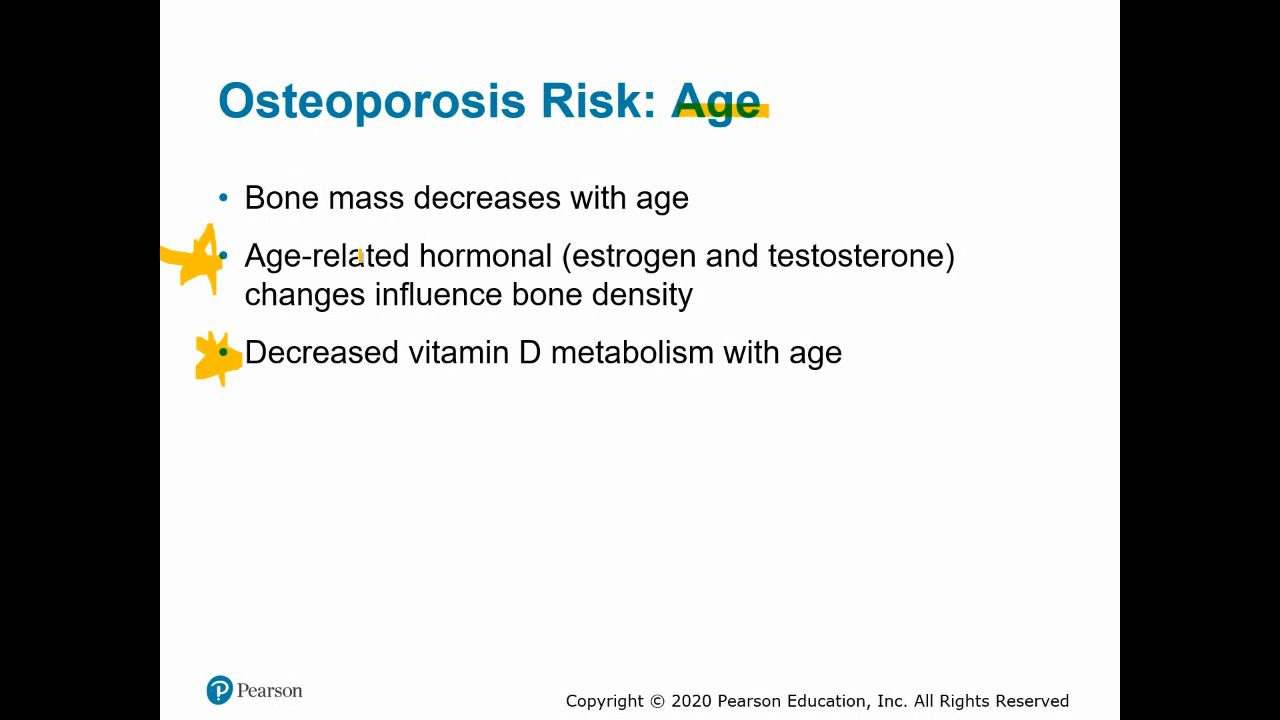 Osteoporosis Risk: Age
• Bone mass decreases with age
• Age-related hormonal (estrogen and testosterone)
changes influence bone density
• Decreased vitamin D metabolism with age
P Pearson
Copyright © 2020 Pearson Education, Inc. All Rights Reserved